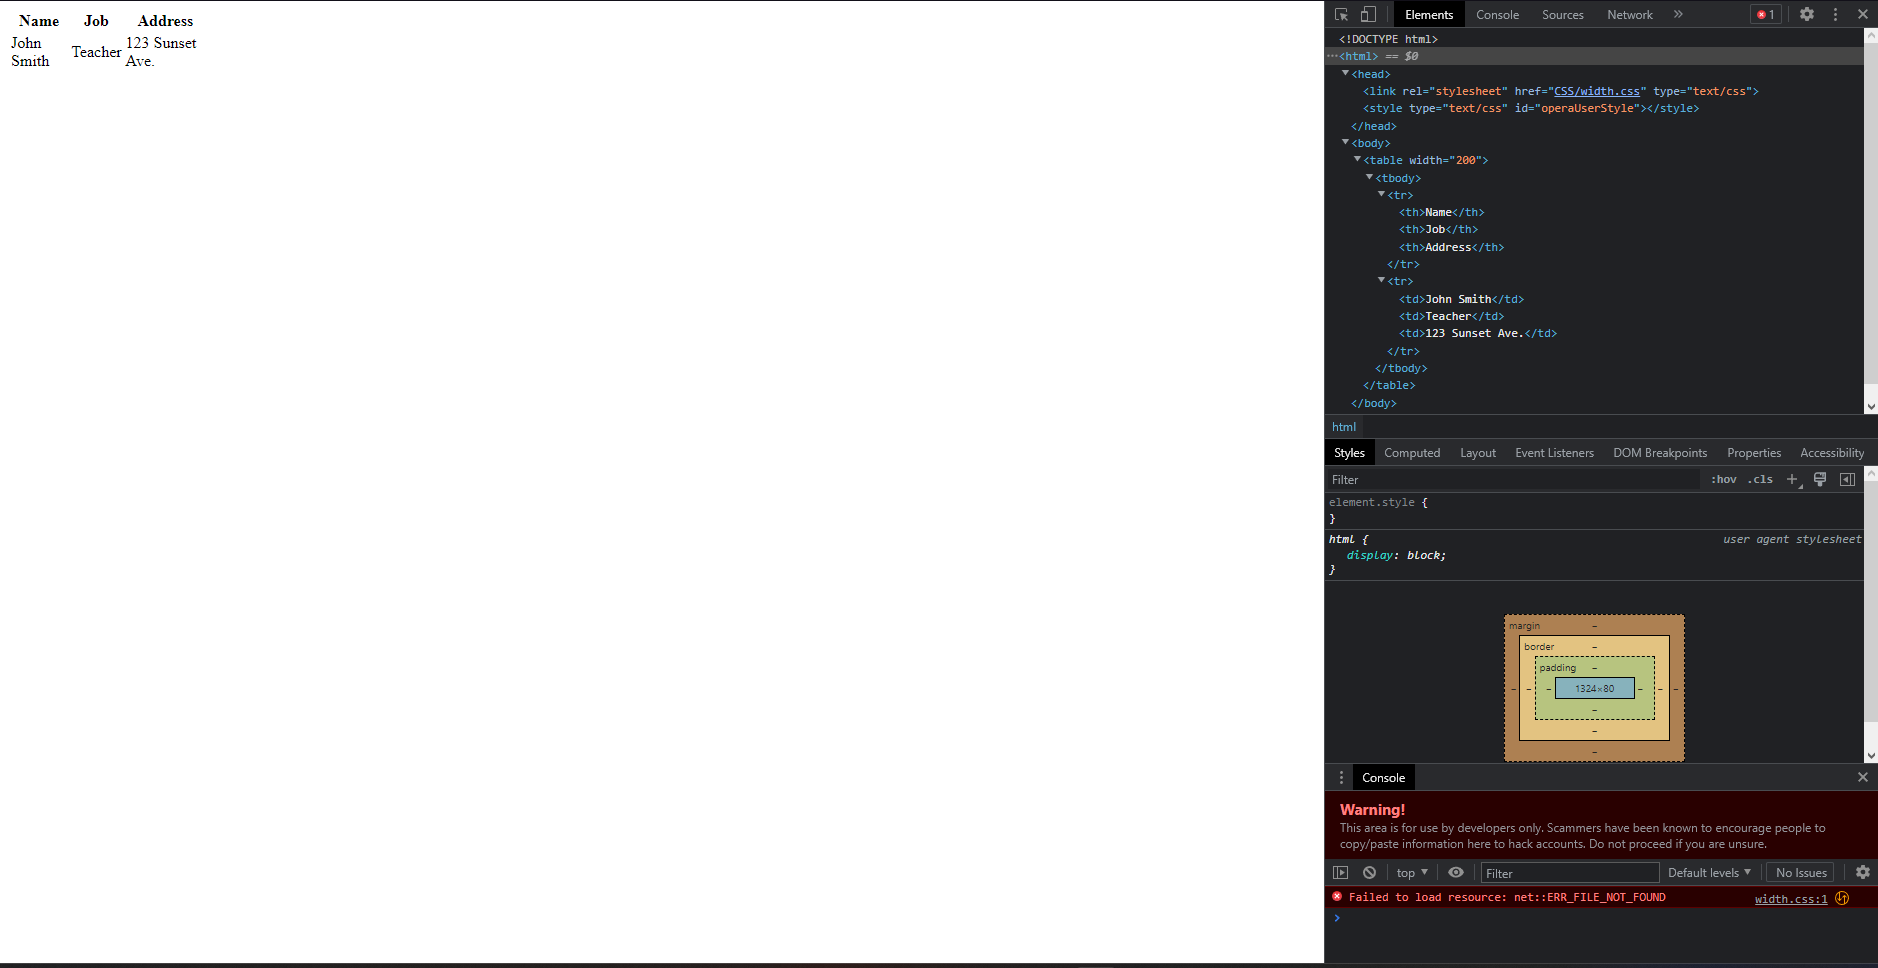 Name Job Address
John Smith Teacher 123 Sunset Ave.
Elements Console Sources Network » 1
<!DOCTYPE html>
···<html> == $0
<head>
<link rel="stylesheet" href="CSS/width.css" type="text/css">
<style type="text/css" id="operaUserStyle"></style>
</head>
<body>
<table width="200">
<tbody>
<tr>
<th>Name</th>
<th>Job</th>
<th>Address</th>
</tr>
<tr>
<td>John Smith</td>
<td>Teacher</td>
<td>123 Sunset Ave.</td>
</tr>
</tbody>
</table>
</body>
html
Styles Computed Layout Event Listeners DOM Breakpoints Properties Accessibility
Filter :hov .cls +
element.style {
}
html { user agent stylesheet
display: block;
}
margin –
border –
padding –
– – – 1324×80 – – –
–
–
–
Console
Warning!
This area is for use by developers only. Scammers have been known to encourage people to
copy/paste information here to hack accounts. Do not proceed if you are unsure.
top ▼ Filter Default levels ▼ No Issues
Failed to load resource: net::ERR_FILE_NOT_FOUND width.css:1
>